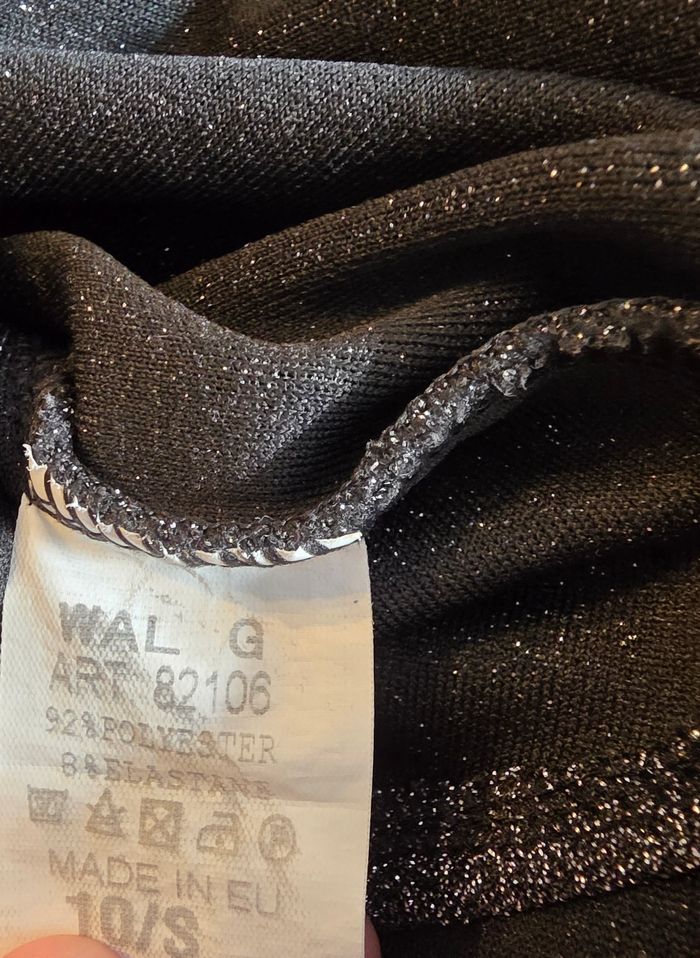 WAL G
ART 82106
92%POLYESTER
8%ELASTANE
MADE IN EU
10/S